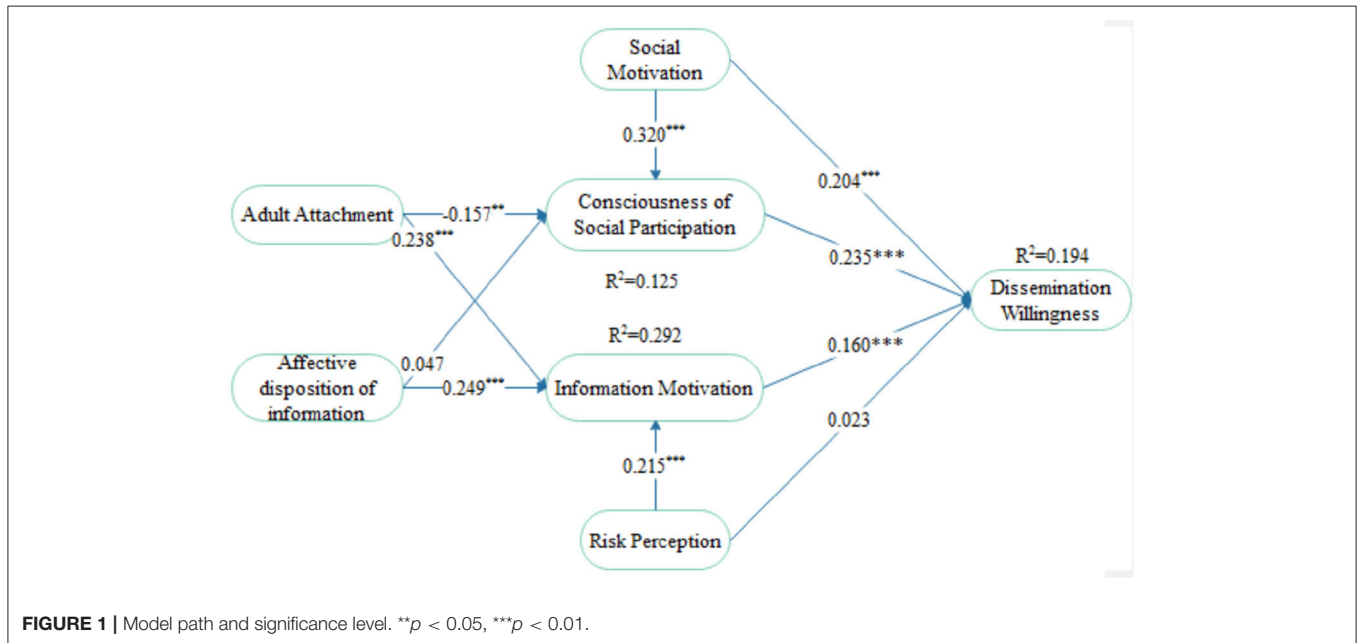 Social
Motivation
0.320***
0.204***
Adult Attachment
-0.157**
Consciousness of
Social Participation
0.238***
0.235***
R²=0.194
R²=0.125
Dissemination
Willingness
R²=0.292
0.160***
Affective
disposition of
information
0.047
0.249***
Information Motivation
0.023
0.215***
Risk Perception
FIGURE 1 | Model path and significance level. **p < 0.05, ***p < 0.01.